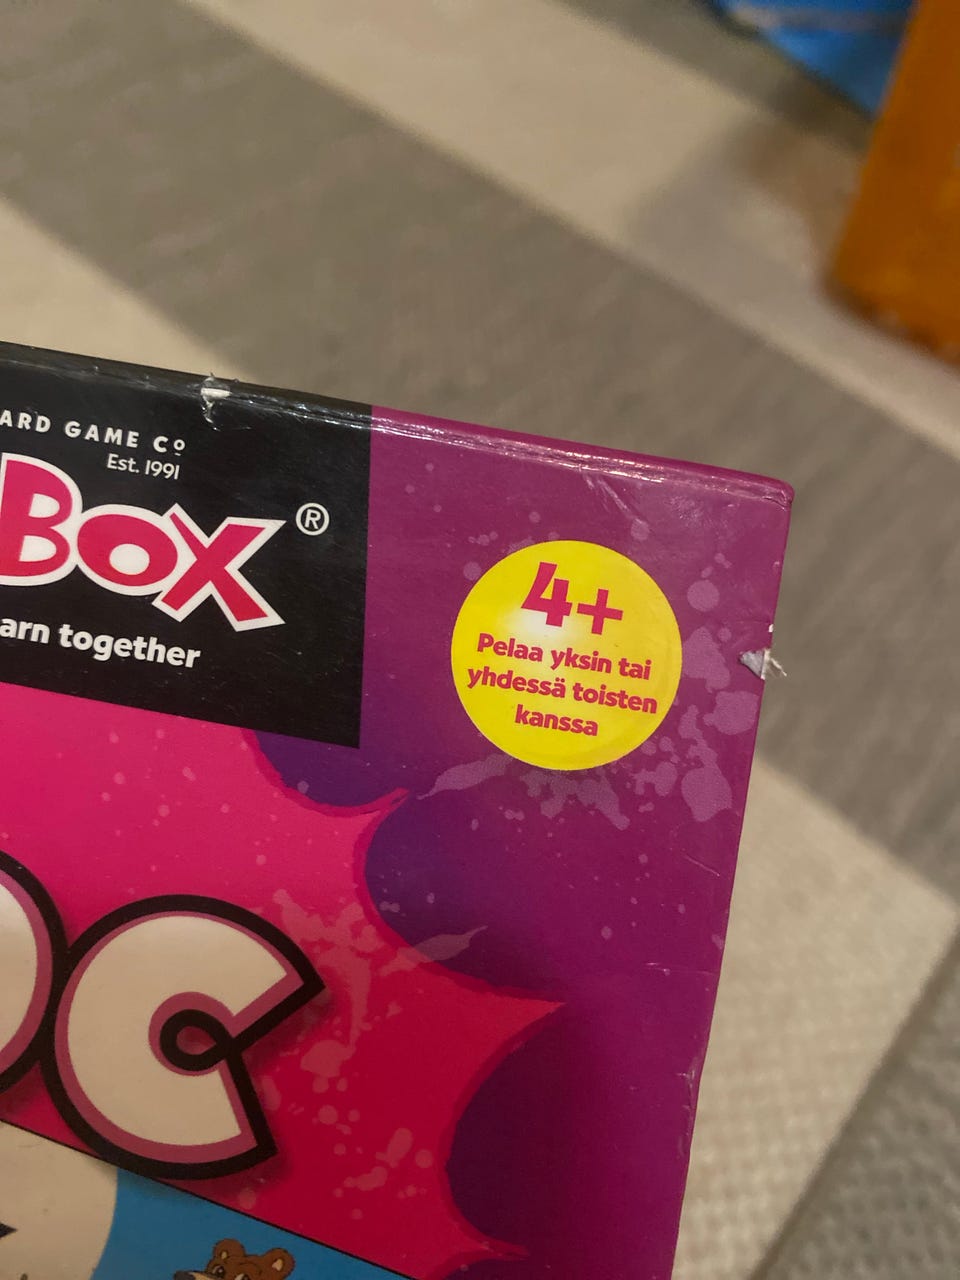 ARD GAME Cº
Est. 1991
Box®
arn together
4+
Pelaa yksin tai
yhdessä toisten
kanssa
C